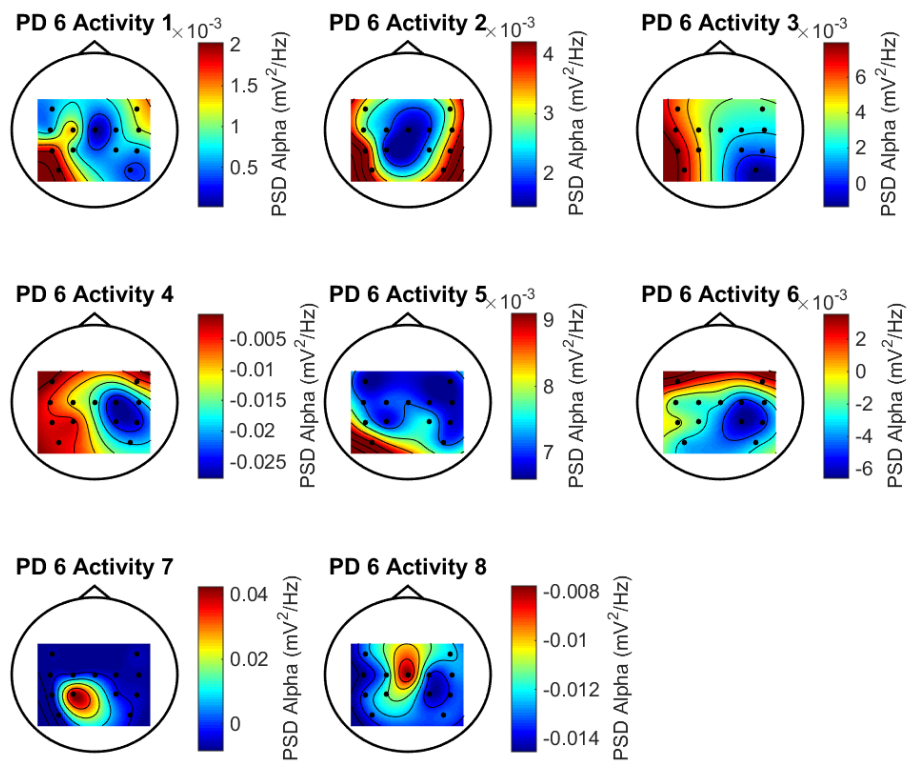 PD 6 Activity 1
×10⁻³
2
1.5
1
0.5
PSD Alpha (mV²/Hz)
PD 6 Activity 2
×10⁻³
4
3
2
PSD Alpha (mV²/Hz)
PD 6 Activity 3
×10⁻³
6
4
2
0
PSD Alpha (mV²/Hz)
PD 6 Activity 4
-0.005
-0.01
-0.015
-0.02
-0.025
PSD Alpha (mV²/Hz)
PD 6 Activity 5
×10⁻³
9
8
7
PSD Alpha (mV²/Hz)
PD 6 Activity 6
×10⁻³
2
0
-2
-4
-6
PSD Alpha (mV²/Hz)
PD 6 Activity 7
0.04
0.02
0
PSD Alpha (mV²/Hz)
PD 6 Activity 8
-0.008
-0.01
-0.012
-0.014
PSD Alpha (mV²/Hz)